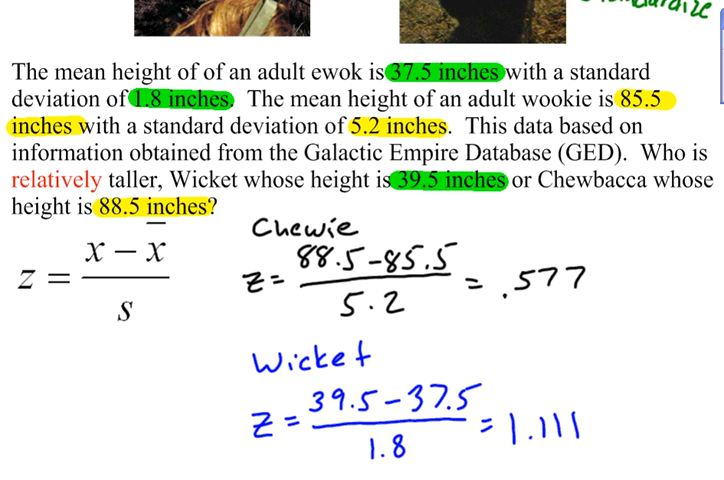 The mean height of of an adult ewok is 37.5 inches with a standard
deviation of 1.8 inches. The mean height of an adult wookie is 85.5
inches with a standard deviation of 5.2 inches. This data based on
information obtained from the Galactic Empire Database (GED). Who is
relatively taller, Wicket whose height is 39.5 inches or Chewbacca whose
height is 88.5 inches?
z = (x − x̄) / s
Chewie
z = (88.5 − 85.5) / 5.2 = .577
Wicket
z = (39.5 − 37.5) / 1.8 = 1.111